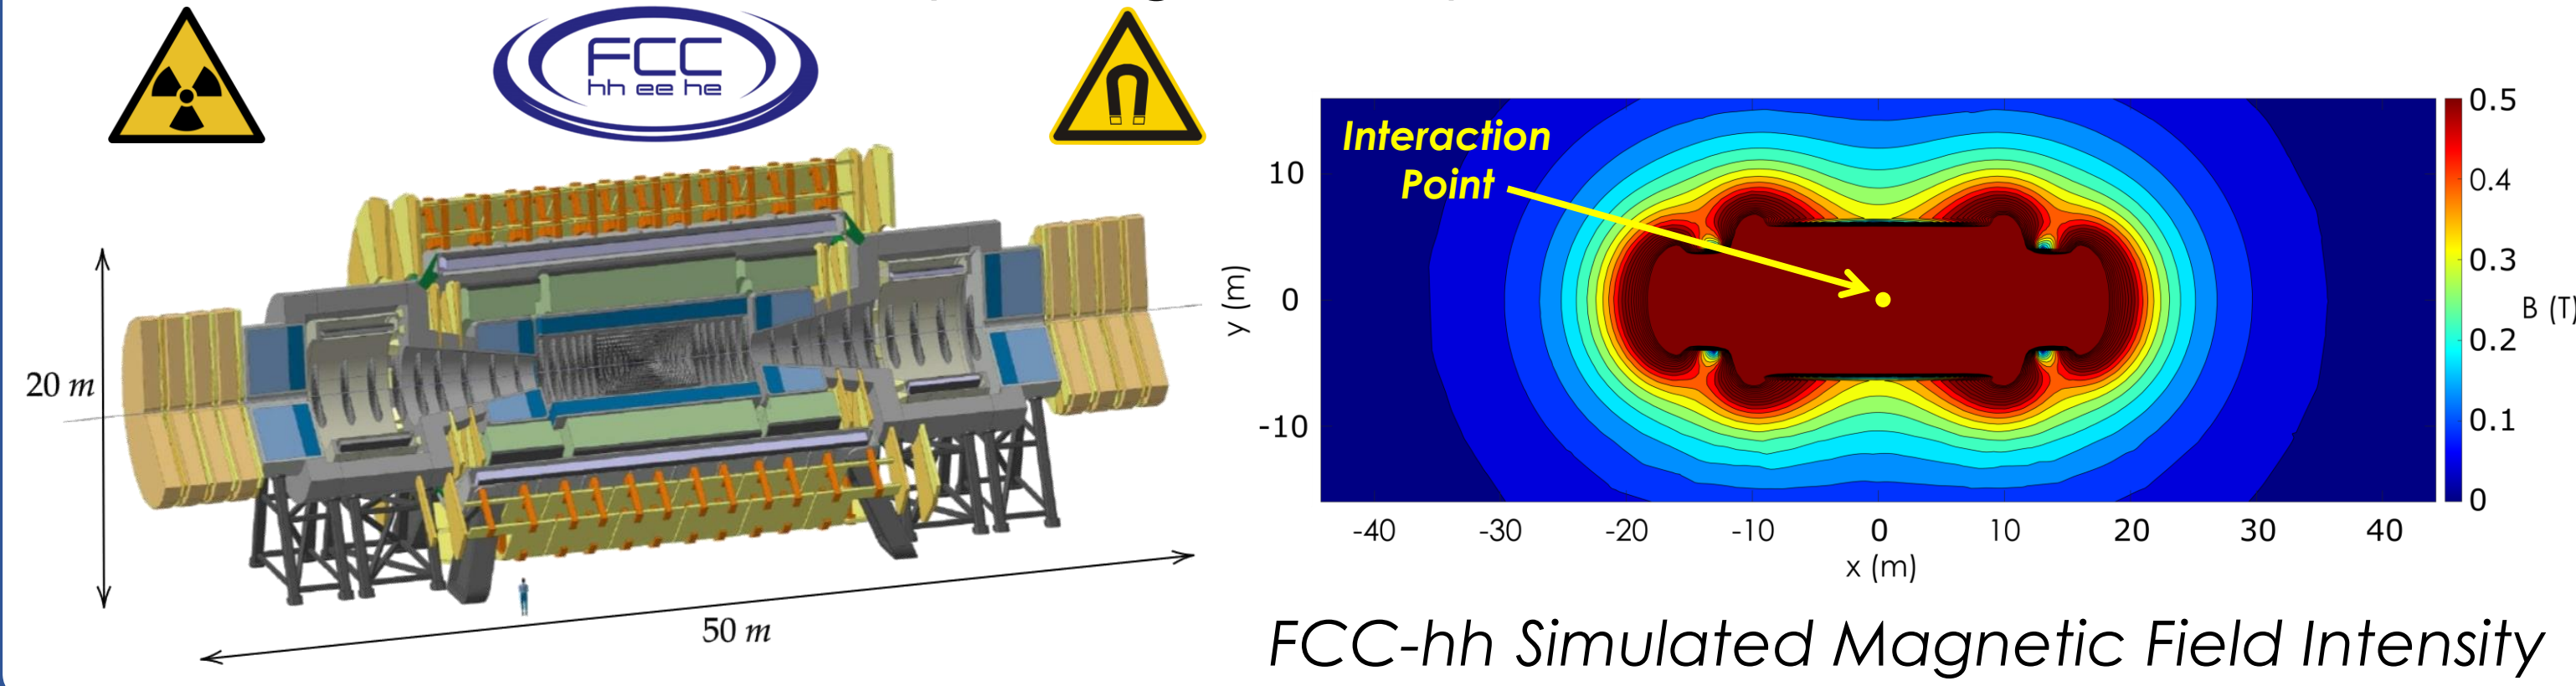 FCC
hh ee he
20 m
50 m
Interaction
Point
10
0
-10
y (m)
-40
-30
-20
-10
0
10
20
30
40
x (m)
0.5
0.4
0.3
0.2
0.1
0
B (T)
FCC-hh Simulated Magnetic Field Intensity